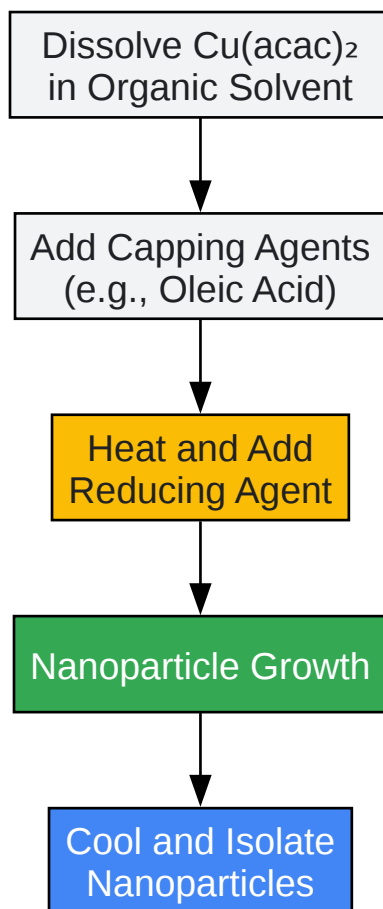 Dissolve Cu(acac)₂
in Organic Solvent
Add Capping Agents
(e.g., Oleic Acid)
Heat and Add
Reducing Agent
Nanoparticle Growth
Cool and Isolate
Nanoparticles